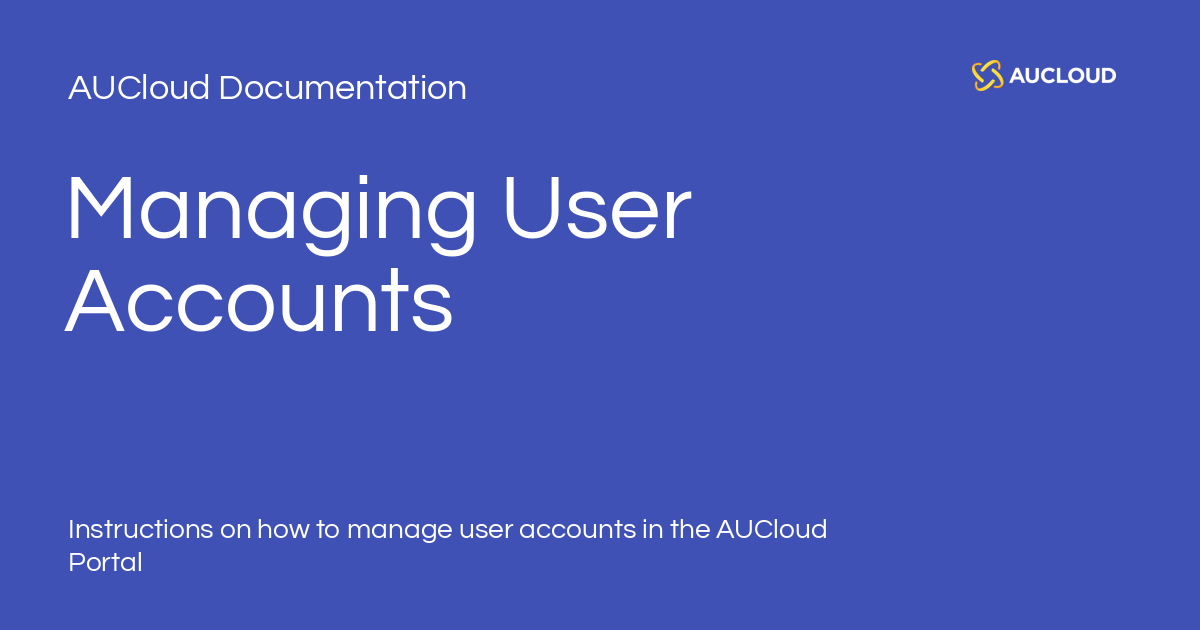 AUCloud Documentation
AUCLOUD
Managing User
Accounts
Instructions on how to manage user accounts in the AUCloud
Portal